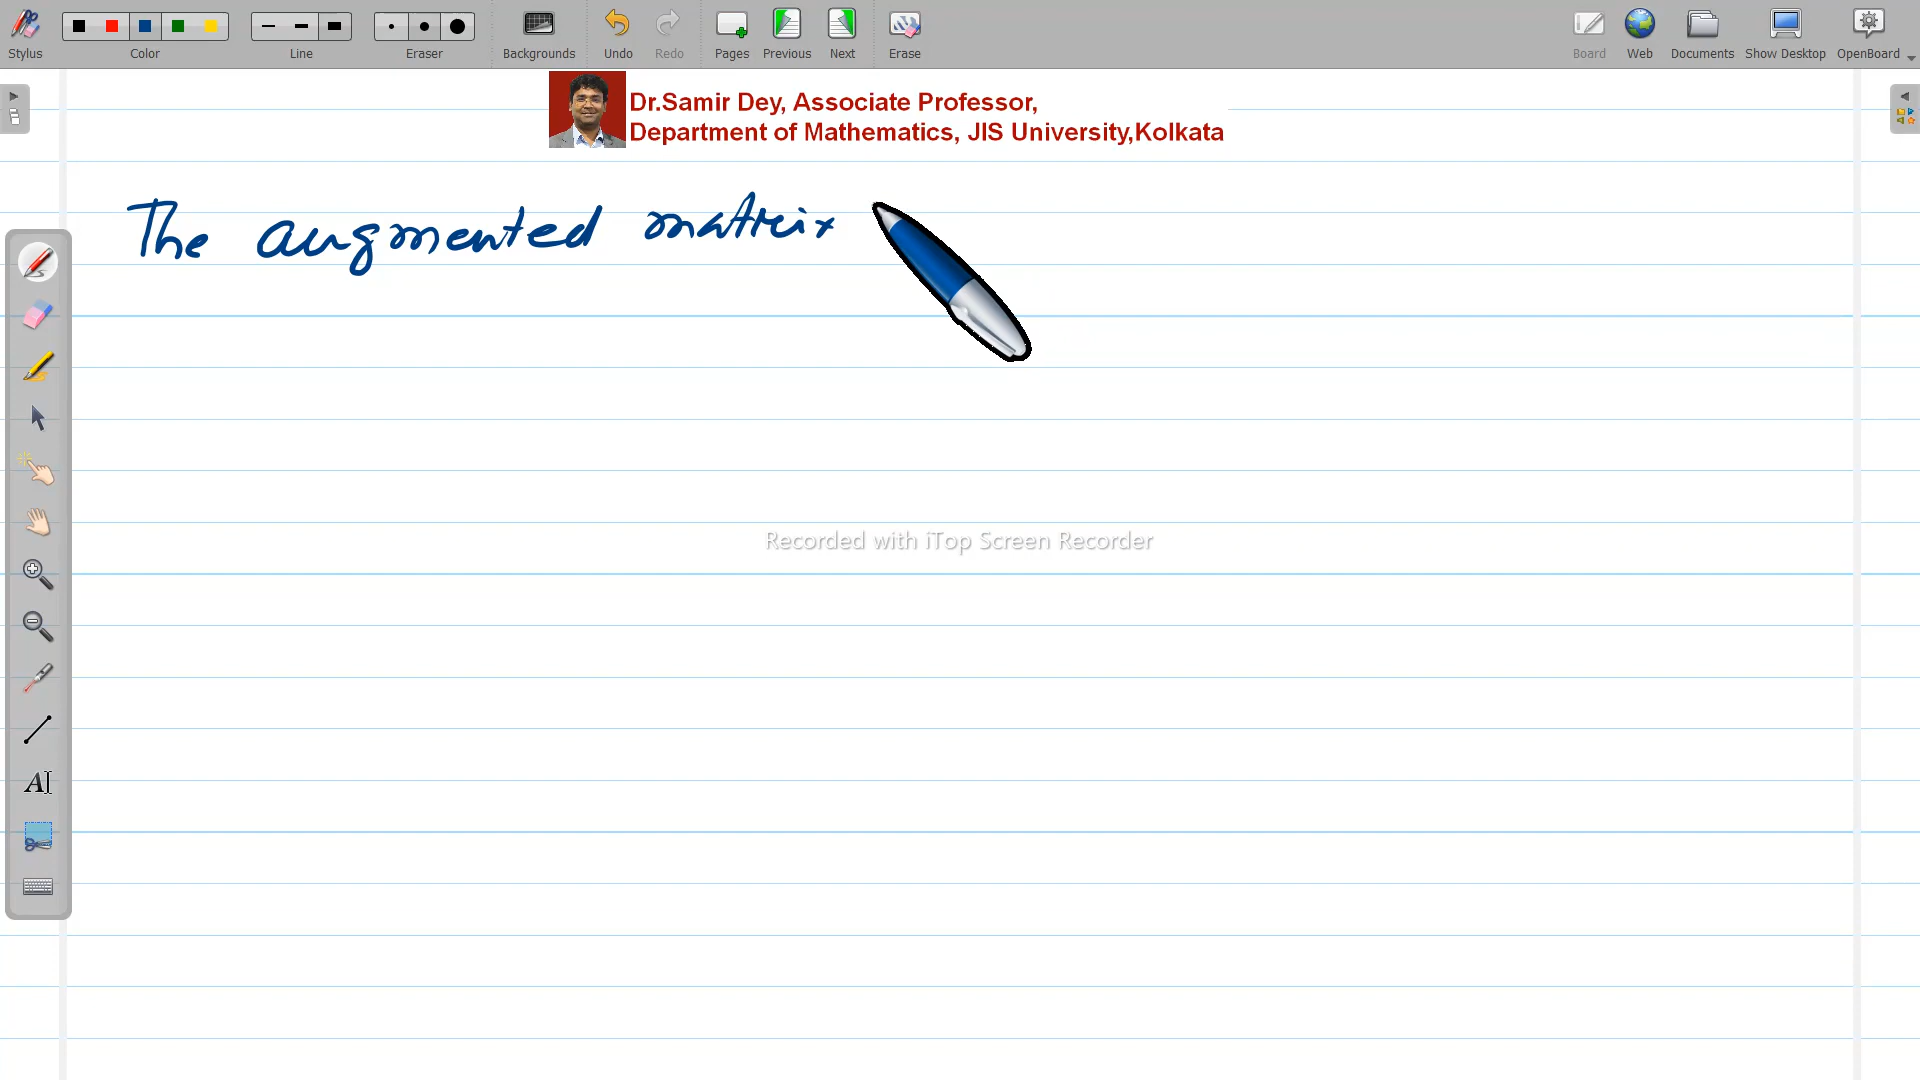 Stylus Color Line Eraser Backgrounds Undo Redo Pages Previous Next Erase Board Web Documents Show Desktop OpenBoard
Dr.Samir Dey, Associate Professor,
Department of Mathematics, JIS University,Kolkata
The augmented matrix
Recorded with iTop Screen Recorder